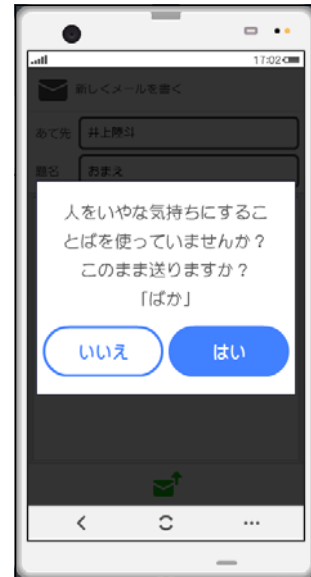 17:02
新しくメールを書く
あて先 井上陸斗
題名 おまえ
人をいやな気持ちにするこ
とばを使っていませんか？
このまま送りますか？
「ばか」
いいえ はい